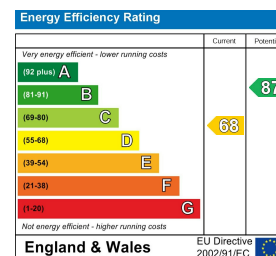 Energy Efficiency Rating
Current Potenti
Very energy efficient - lower running costs
(92 plus) A
(81-91) B
87
(69-80) C
68
(55-68) D
(39-54) E
(21-38) F
(1-20) G
Not energy efficient - higher running costs
England & Wales
EU Directive
2002/91/EC